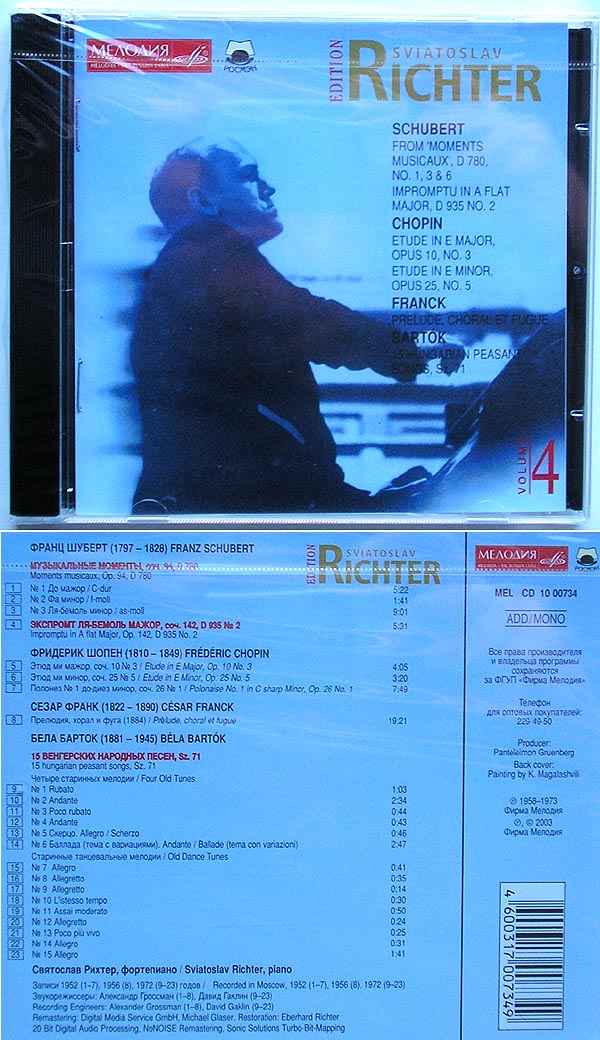 МЕЛОДИЯ
MELODIYA - THE RUSSIAN LABEL
РОСМЭН
EDITION
SVIATOSLAV
RICHTER
SCHUBERT
FROM 'MOMENTS
MUSICAUX', D 780,
NO. 1, 3 & 6
IMPROMPTU IN A FLAT
MAJOR, D 935 NO. 2
CHOPIN
ETUDE IN E MAJOR,
OPUS 10, NO. 3
ETUDE IN E MINOR,
OPUS 25, NO. 5
FRANCK
PRELUDE, CHORAL ET FUGUE
BARTÓK
15 HUNGARIAN PEASANT
SONGS, Sz. 71
VOLUME 4
ФРАНЦ ШУБЕРТ (1797 – 1828) FRANZ SCHUBERT
МУЗЫКАЛЬНЫЕ МОМЕНТЫ, соч. 94, D 780
Moments musicaux, Op. 94, D 780
1 № 1 До мажор / C-dur 5:22
2 № 2 Фа минор / f-moll 1:41
3 № 3 Ля-бемоль минор / as-moll 9:01
4 ЭКСПРОМТ ЛЯ-БЕМОЛЬ МАЖОР, соч. 142, D 935 № 2 5:31
Impromptu in A flat Major, Op. 142, D 935 No. 2
ФРИДЕРИК ШОПЕН (1810 – 1849) FRÉDÉRIC CHOPIN
5 Этюд ми мажор, соч. 10 № 3 / Etude in E Major, Op. 10 No. 3 4:05
6 Этюд ми минор, соч. 25 № 5 / Etude in E Minor, Op. 25 No. 5 3:20
7 Полонез № 1 до-диез минор, соч. 26 № 1 / Polonaise No. 1 in C sharp Minor, Op. 26 No. 1 7:49
СЕЗАР ФРАНК (1822 – 1890) CÉSAR FRANCK
8 Прелюдия, хорал и фуга (1884) / Prèlude, choral et fugue 19:21
БЕЛА БАРТОК (1881 – 1945) BÉLA BARTÓK
15 ВЕНГЕРСКИХ НАРОДНЫХ ПЕСЕН, Sz. 71
15 hungarian peasant songs, Sz. 71
Четыре старинных мелодии / Four Old Tunes
9 № 1 Rubato 1:03
10 № 2 Andante 2:34
11 № 3 Poco rubato 0:44
12 № 4 Andante 0:43
13 № 5 Скерцо. Allegro / Scherzo 0:46
14 № 6 Баллада (тема с вариациями). Andante / Ballade (tema con variazioni) 2:47
Старинные танцевальные мелодии / Old Dance Tunes
15 № 7 Allegro 0:41
16 № 8 Allegretto 0:35
17 № 9 Allegretto 0:14
18 № 10 L'istesso tempo 0:30
19 № 11 Assai moderato 0:50
20 № 12 Allegretto 0:24
21 № 13 Poco più vivo 0:25
22 № 14 Allegro 0:31
23 № 15 Allegro 1:41
Святослав Рихтер, фортепиано / Sviatoslav Richter, piano
Записи 1952 (1–7), 1956 (8), 1972 (9–23) годов / Recorded in Moscow, 1952 (1–7), 1956 (8), 1972 (9–23)
Звукорежиссеры: Александр Гроссман (1–8), Давид Гаклин (9–23)
Recording Engineers: Alexander Grossman (1–8), David Gaklin (9–23)
Remastering: Digital Media Service GmbH, Michael Glaser. Restoration: Eberhard Richter
20 Bit Digital Audio Processing, NoNOISE Remastering, Sonic Solutions Turbo-Bit-Mapping
EDITION
SVIATOSLAV
RICHTER
МЕЛОДИЯ
MELODIYA - THE RUSSIAN LABEL
MEL CD 10 00734
ADD/MONO
Все права производителя
и владельца программы
сохраняются
за ФГУП «Фирма Мелодия»
Телефон
для оптовых покупателей:
229 49-50
Producer:
Panteleimon Gruenberg
Back cover:
Painting by K. Magalashvili
℗ 1958–1973
Фирма Мелодия
℗, © 2003
Фирма Мелодия
4 600317 007349